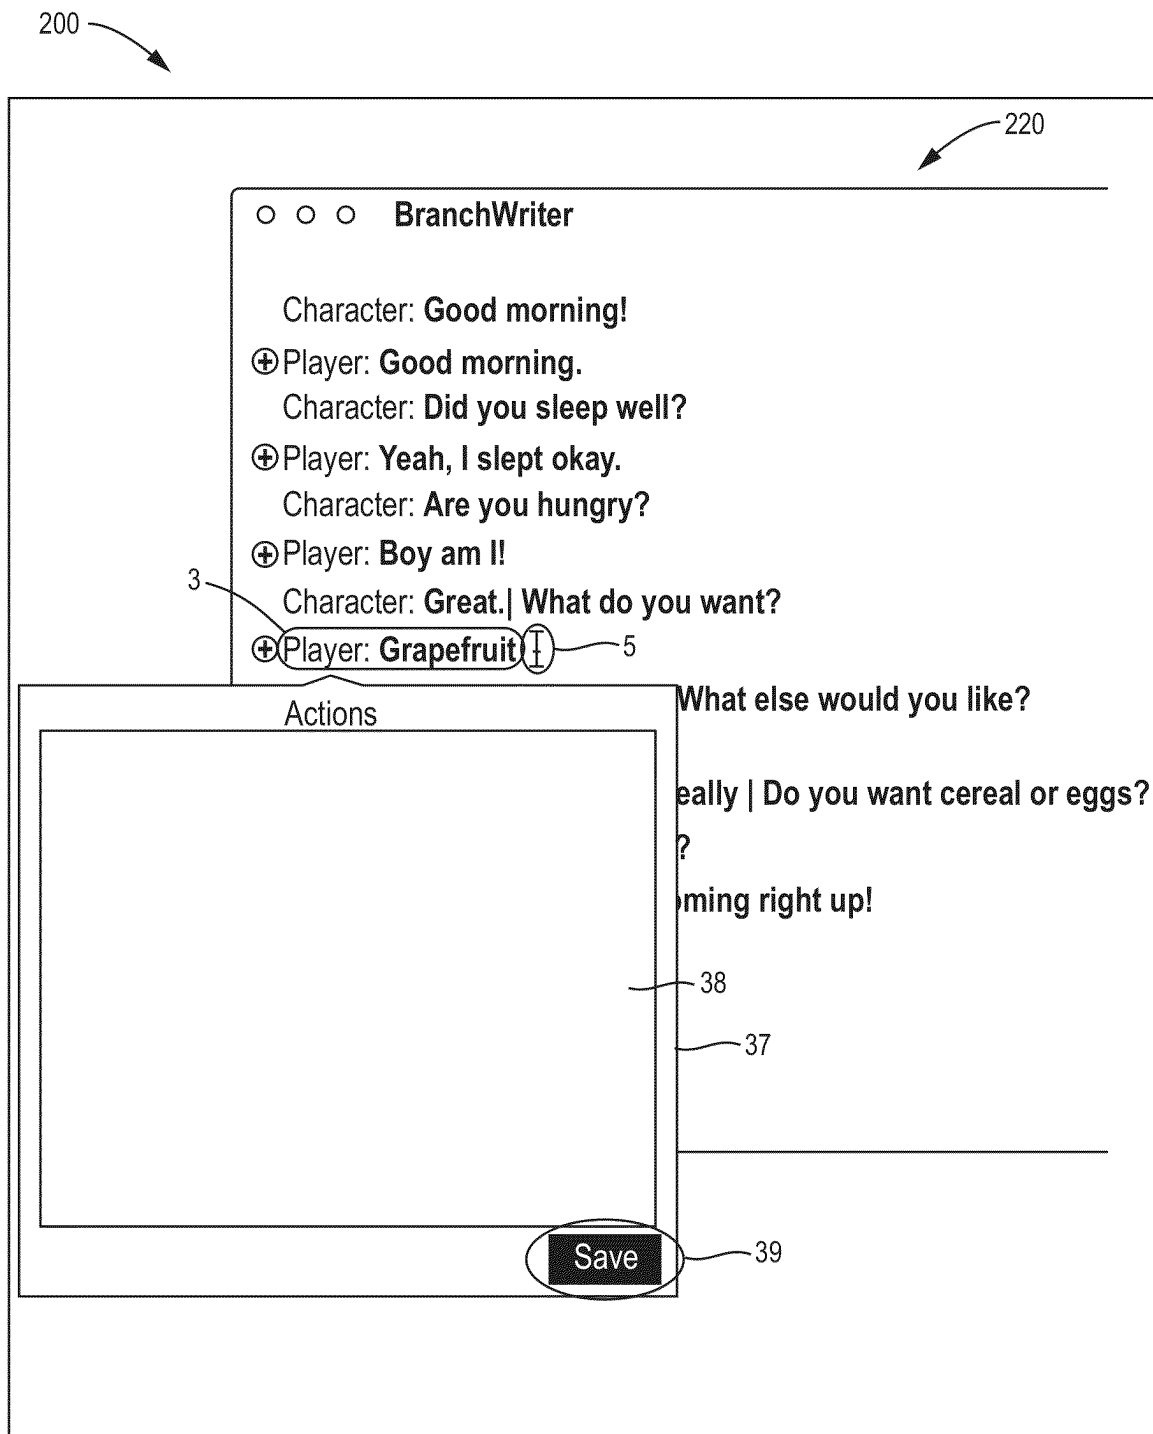 200
220
BranchWriter
Character: Good morning!
Player: Good morning.
Character: Did you sleep well?
Player: Yeah, I slept okay.
Character: Are you hungry?
Player: Boy am I!
3
Character: Great.| What do you want?
Player: Grapefruit
5
What else would you like?
Actions
eally | Do you want cereal or eggs?
?
oming right up!
38
37
Save
39